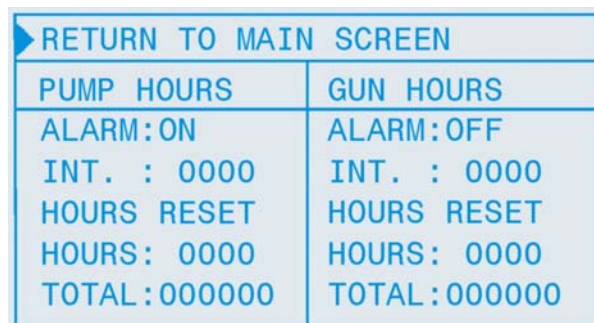 RETURN TO MAIN SCREEN
PUMP HOURS GUN HOURS
ALARM:ON ALARM:OFF
INT. : 0000 INT. : 0000
HOURS RESET HOURS RESET
HOURS: 0000 HOURS: 0000
TOTAL:000000 TOTAL:000000